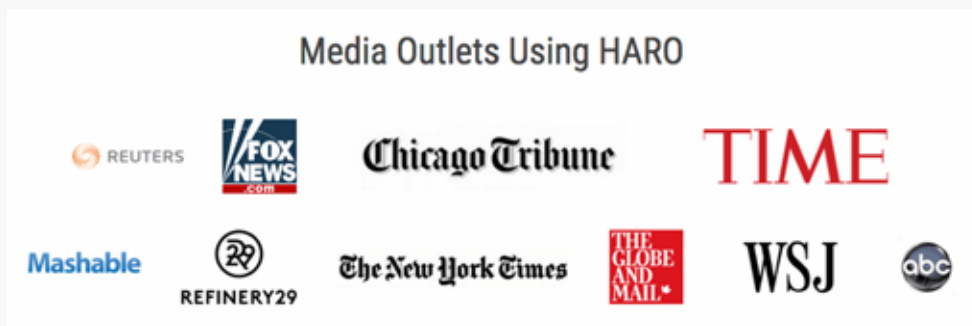 Media Outlets Using HARO
REUTERS
FOX
NEWS
.com
Chicago Tribune
TIME
Mashable
R29
REFINERY29
The New York Times
THE
GLOBE
AND
MAIL
WSJ
abc